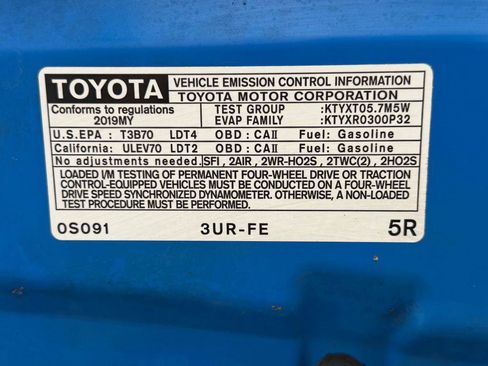 TOYOTA VEHICLE EMISSION CONTROL INFORMATION
TOYOTA MOTOR CORPORATION
Conforms to regulations TEST GROUP :KTYXT05.7M5W
2019MY EVAP FAMILY :KTYXR0300P32
U.S.EPA : T3B70 LDT4 OBD : CAII Fuel: Gasoline
California: ULEV70 LDT2 OBD : CAII Fuel: Gasoline
No adjustments needed. SFI, 2AIR, 2WR-HO2S, 2TWC(2), 2HO2S
LOADED I/M TESTING OF PERMANENT FOUR-WHEEL DRIVE OR TRACTION
CONTROL-EQUIPPED VEHICLES MUST BE CONDUCTED ON A FOUR-WHEEL
DRIVE SPEED SYNCHRONIZED DYNAMOMETER. OTHERWISE, A NON-LOADED
TEST PROCEDURE MUST BE PERFORMED.
0S091 3UR-FE 5R